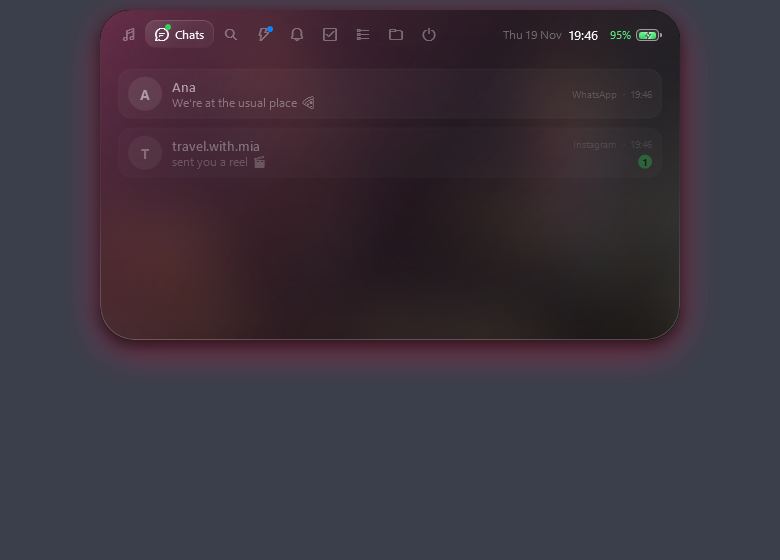 Chats
Thu 19 Nov 19:46 95%
A
Ana
We're at the usual place 🍕
WhatsApp · 19:46
T
travel.with.mia
sent you a reel 🎬
Instagram · 19:46
1